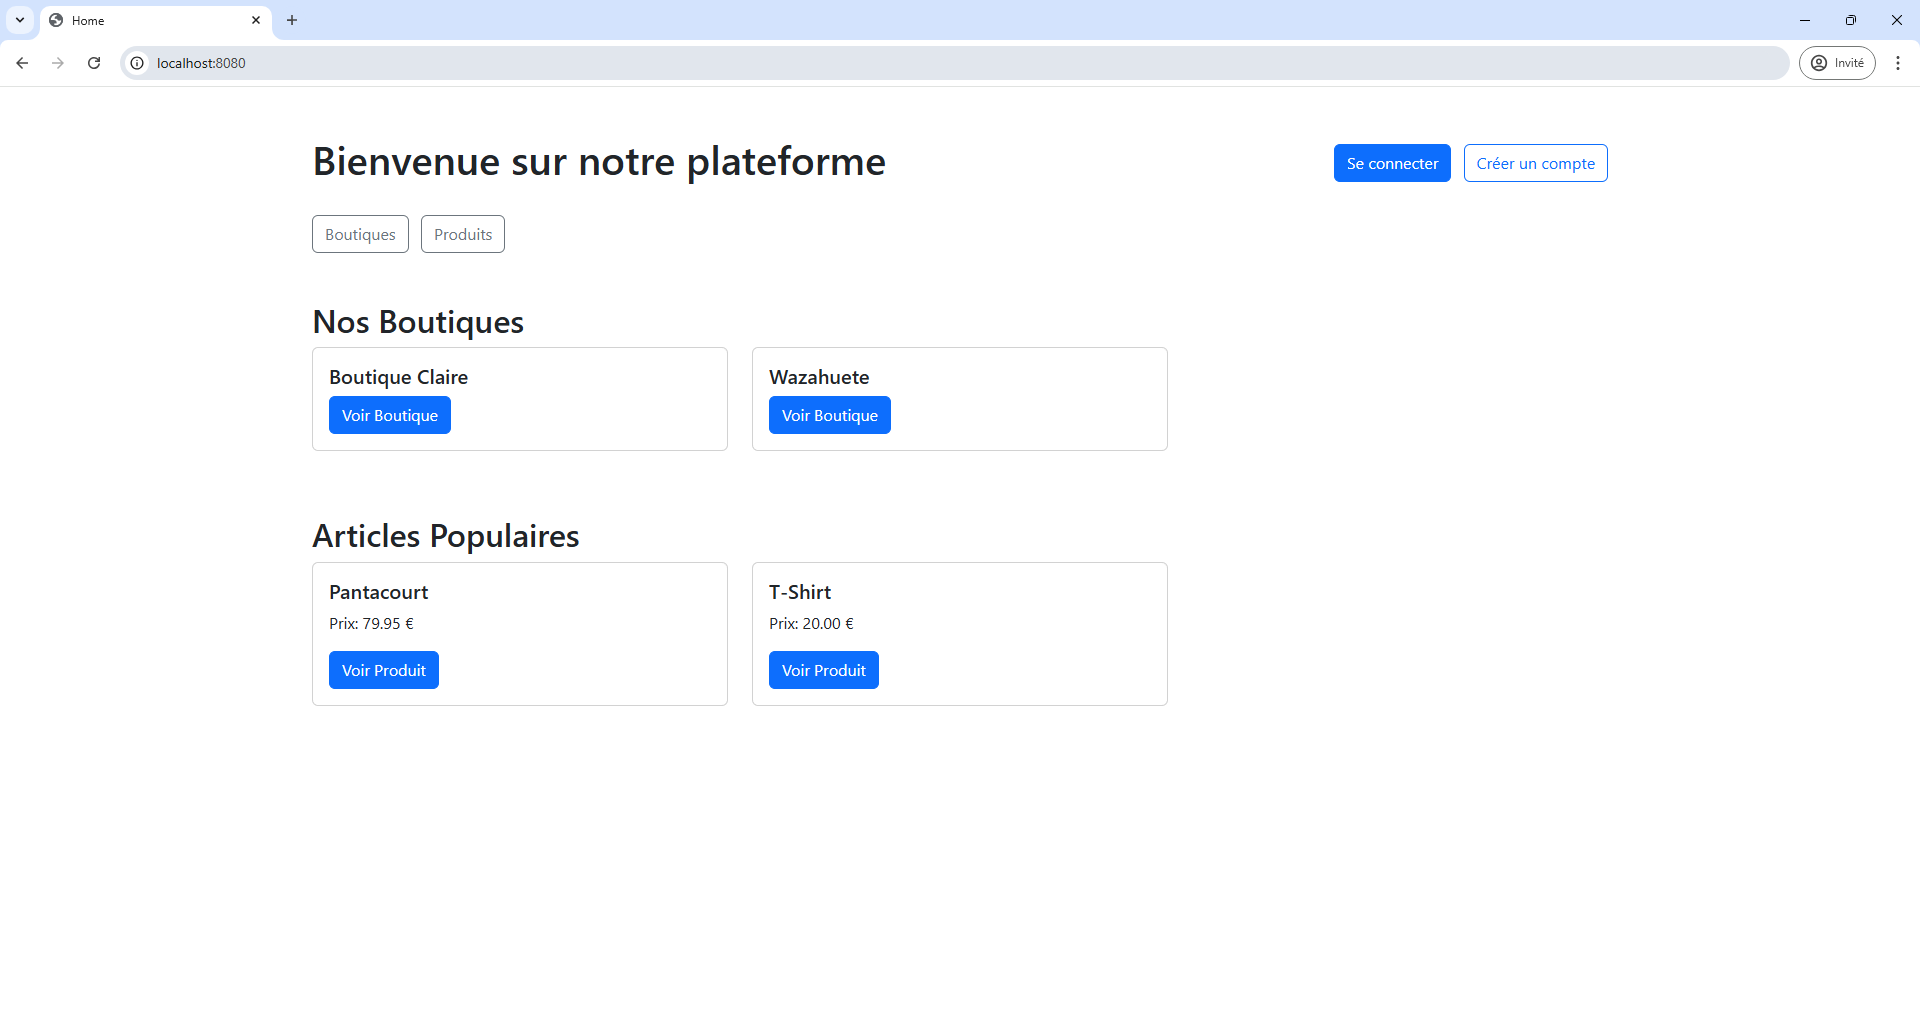 Home
localhost:8080
Invité
Bienvenue sur notre plateforme
Se connecter
Créer un compte
Boutiques
Produits
Nos Boutiques
Boutique Claire
Voir Boutique
Wazahuete
Voir Boutique
Articles Populaires
Pantacourt
Prix: 79.95 €
Voir Produit
T-Shirt
Prix: 20.00 €
Voir Produit